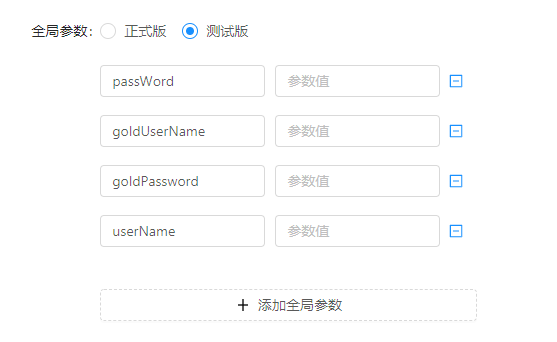 全局参数: 正式版 测试版
passWord 参数值
goldUserName 参数值
goldPassword 参数值
userName 参数值
+ 添加全局参数